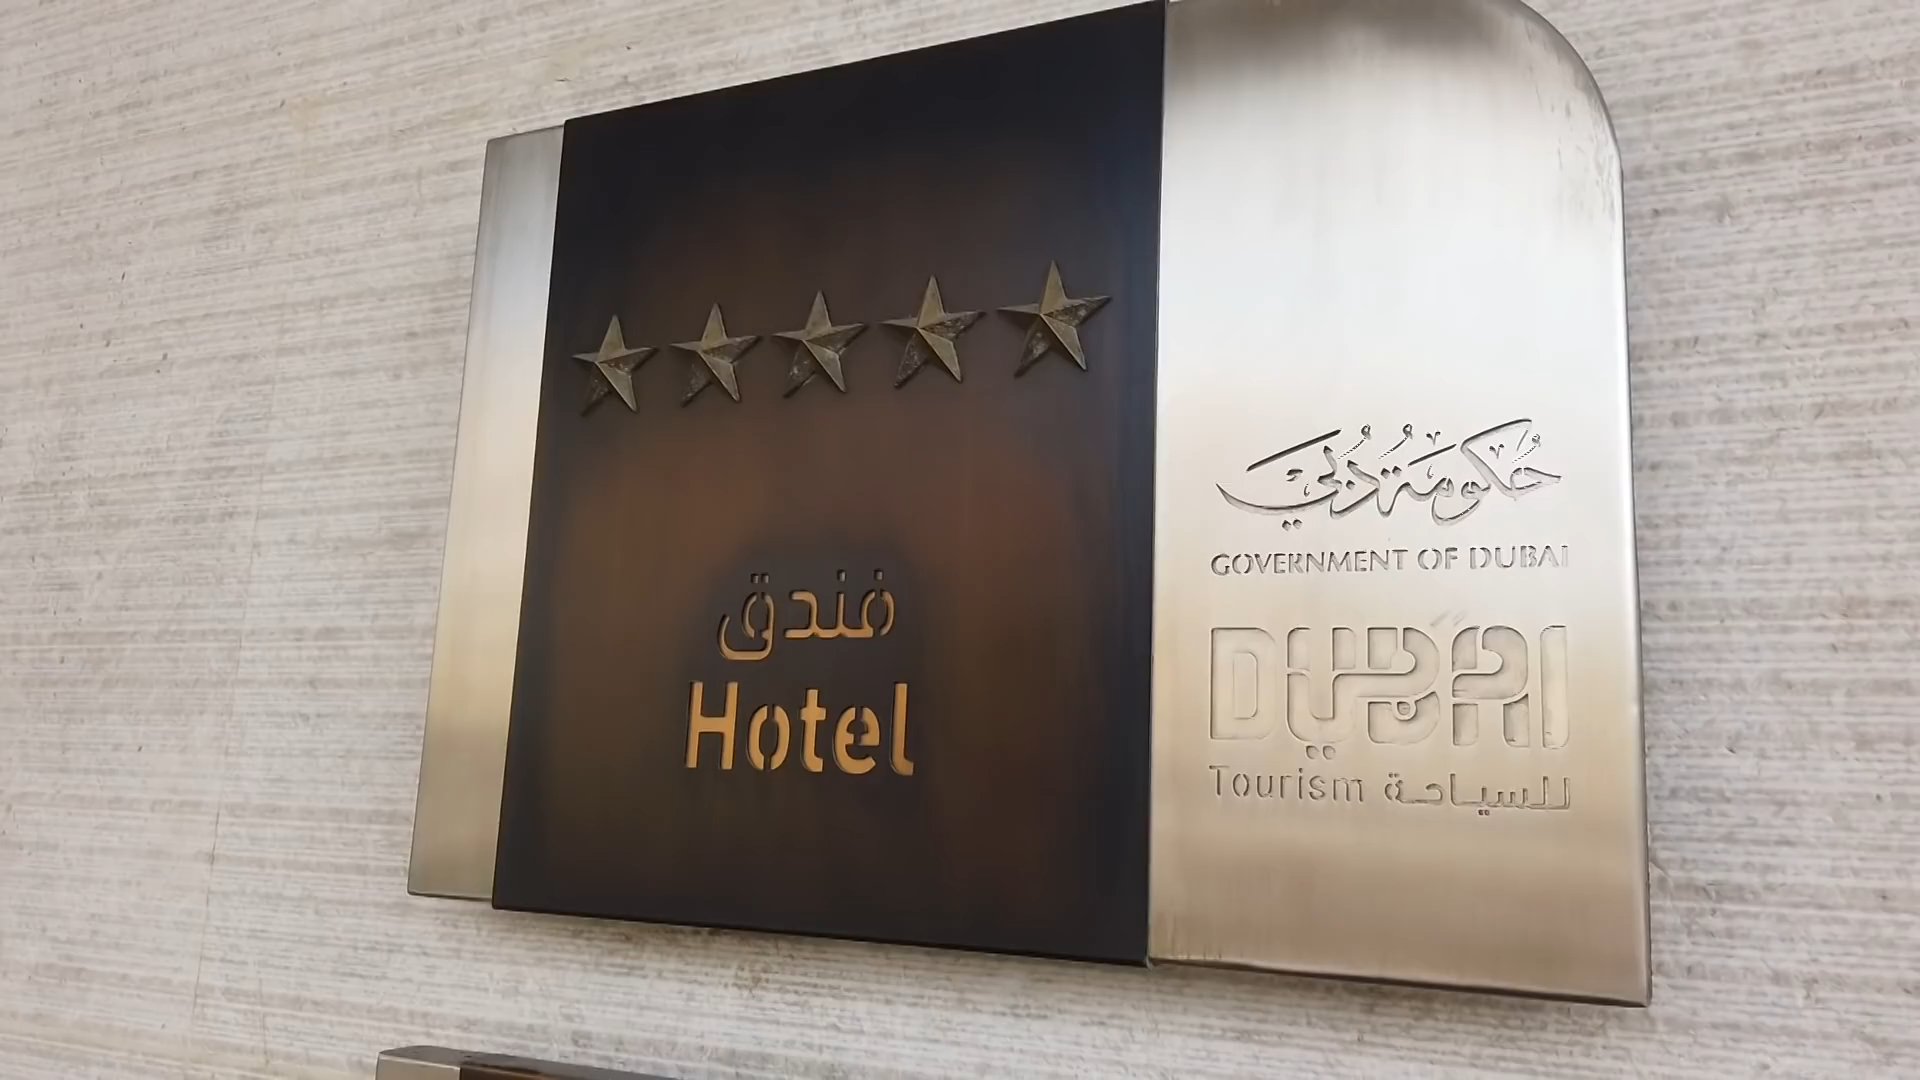 فندق
Hotel
حكومة دبي
GOVERNMENT OF DUBAI
DUBAI
Tourism للسياحة